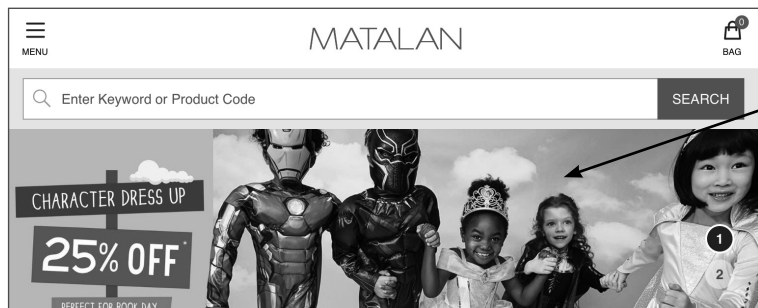 MATALAN
0
MENU
BAG
Enter Keyword or Product Code
SEARCH
CHARACTER DRESS UP
25% OFF*
PERFECT FOR BOOK DAY
1
2